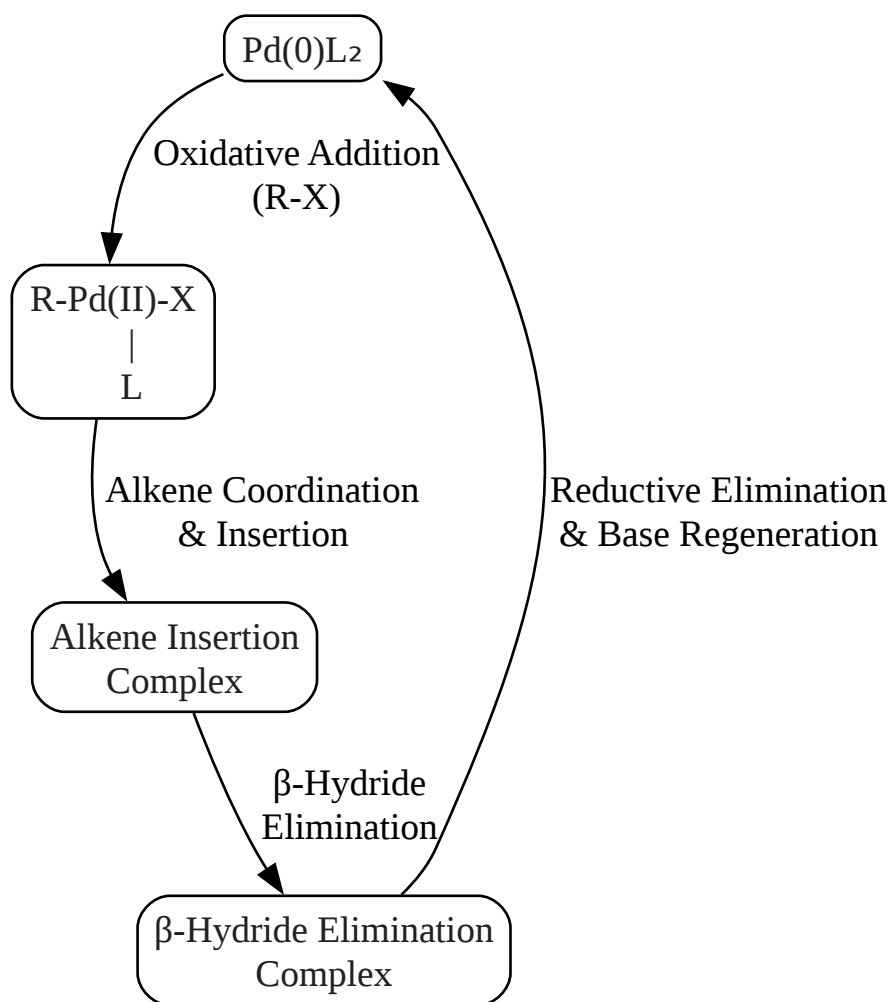 Pd(0)L₂
Oxidative Addition
(R-X)
R-Pd(II)-X
|
L
Alkene Coordination
& Insertion
Reductive Elimination
& Base Regeneration
Alkene Insertion
Complex
β-Hydride
Elimination
β-Hydride Elimination
Complex